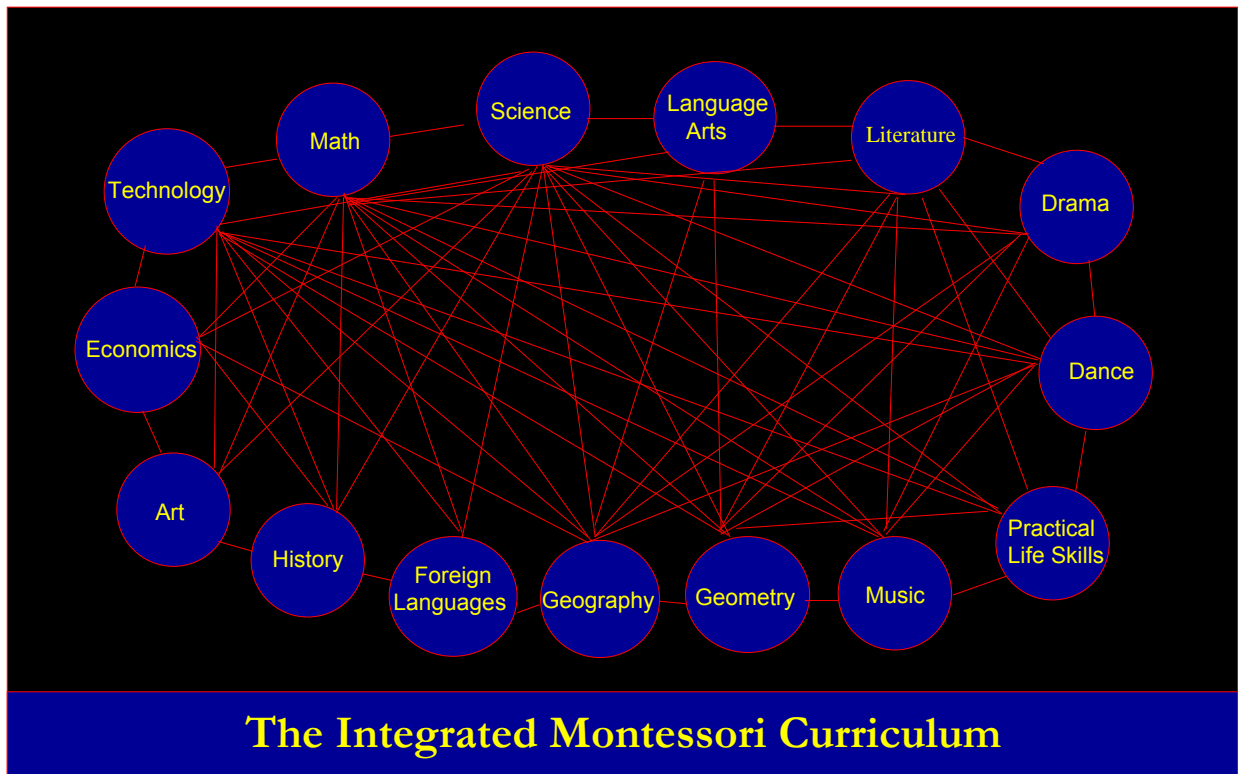 Science
Language
Arts
Literature
Math
Technology
Drama
Economics
Dance
Art
History
Practical
Life Skills
Foreign
Languages
Geography
Geometry
Music
The Integrated Montessori Curriculum